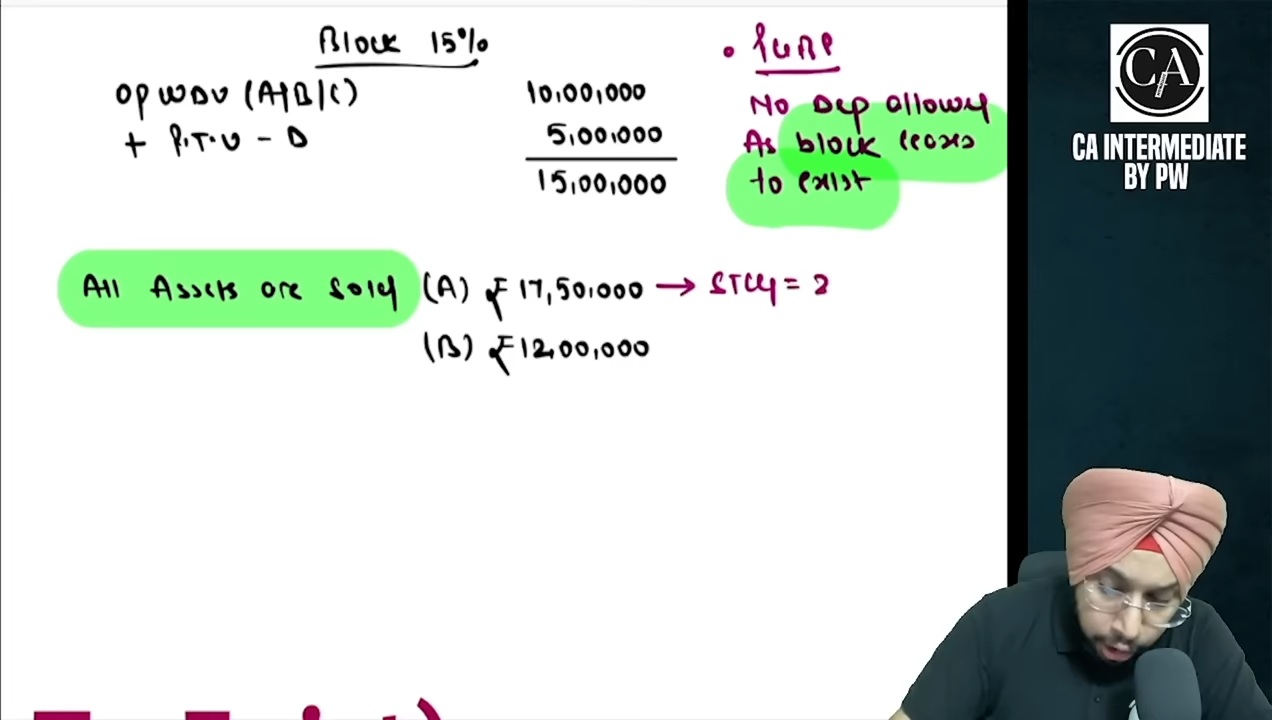 Block 15%
OP WDV (A/B/C) 10,00,000
+ P.T.Y - D 5,00,000
15,00,000
• PGBP
No Dep allowed
As block ceases
to exist
All Assets are sold (A) ₹17,50,000 → STCG = 2
(B) ₹12,00,000
CA
CA INTERMEDIATE
BY PW